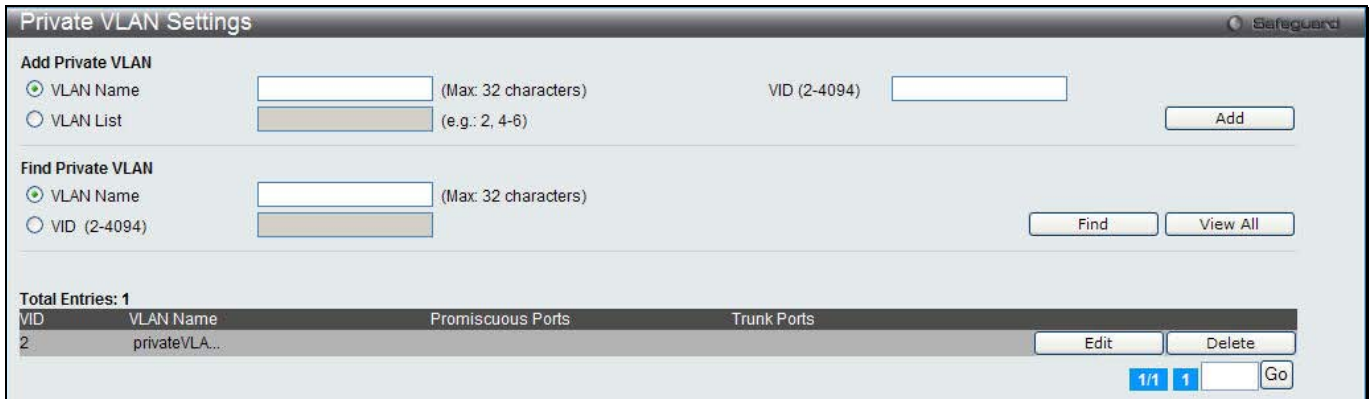 Private VLAN Settings Safeguard
Add Private VLAN
VLAN Name (Max: 32 characters) VID (2-4094)
VLAN List (e.g.: 2, 4-6) Add
Find Private VLAN
VLAN Name (Max: 32 characters)
VID (2-4094) Find View All
Total Entries: 1
VID VLAN Name Promiscuous Ports Trunk Ports
2 privateVLA... Edit Delete
1/1 1 Go